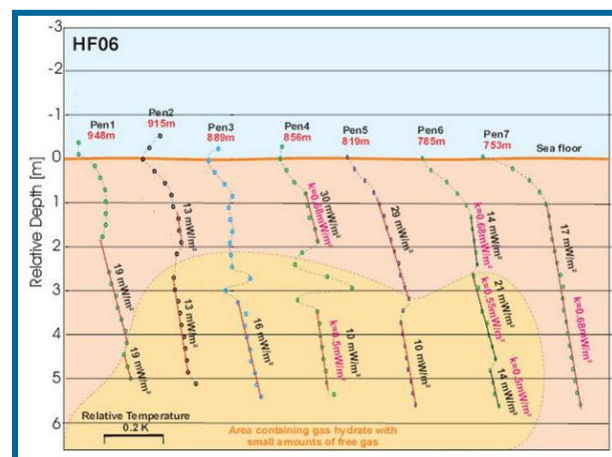 HF06
-3
-2
-1
0
1
2
3
4
5
6
Relative Depth [m]
Pen1
948m
Pen2
915m
Pen3
889m
Pen4
856m
Pen5
819m
Pen6
785m
Pen7
753m
Sea floor
19 mW/m²
19 mW/m²
13 mW/m²
13 mW/m²
16 mW/m²
30 mW/m²
k=0.68mW/m²
10 mW/m²
k=0.5mW/m²
29 mW/m²
10 mW/m²
14 mW/m²
k=0.68mW/m²
21 mW/m²
k=0.55mW/m²
14 mW/m²
k=0.5mW/m²
17 mW/m²
k=0.68mW/m²
Relative Temperature
0.2 K
Area containing gas hydrate with
small amounts of free gas